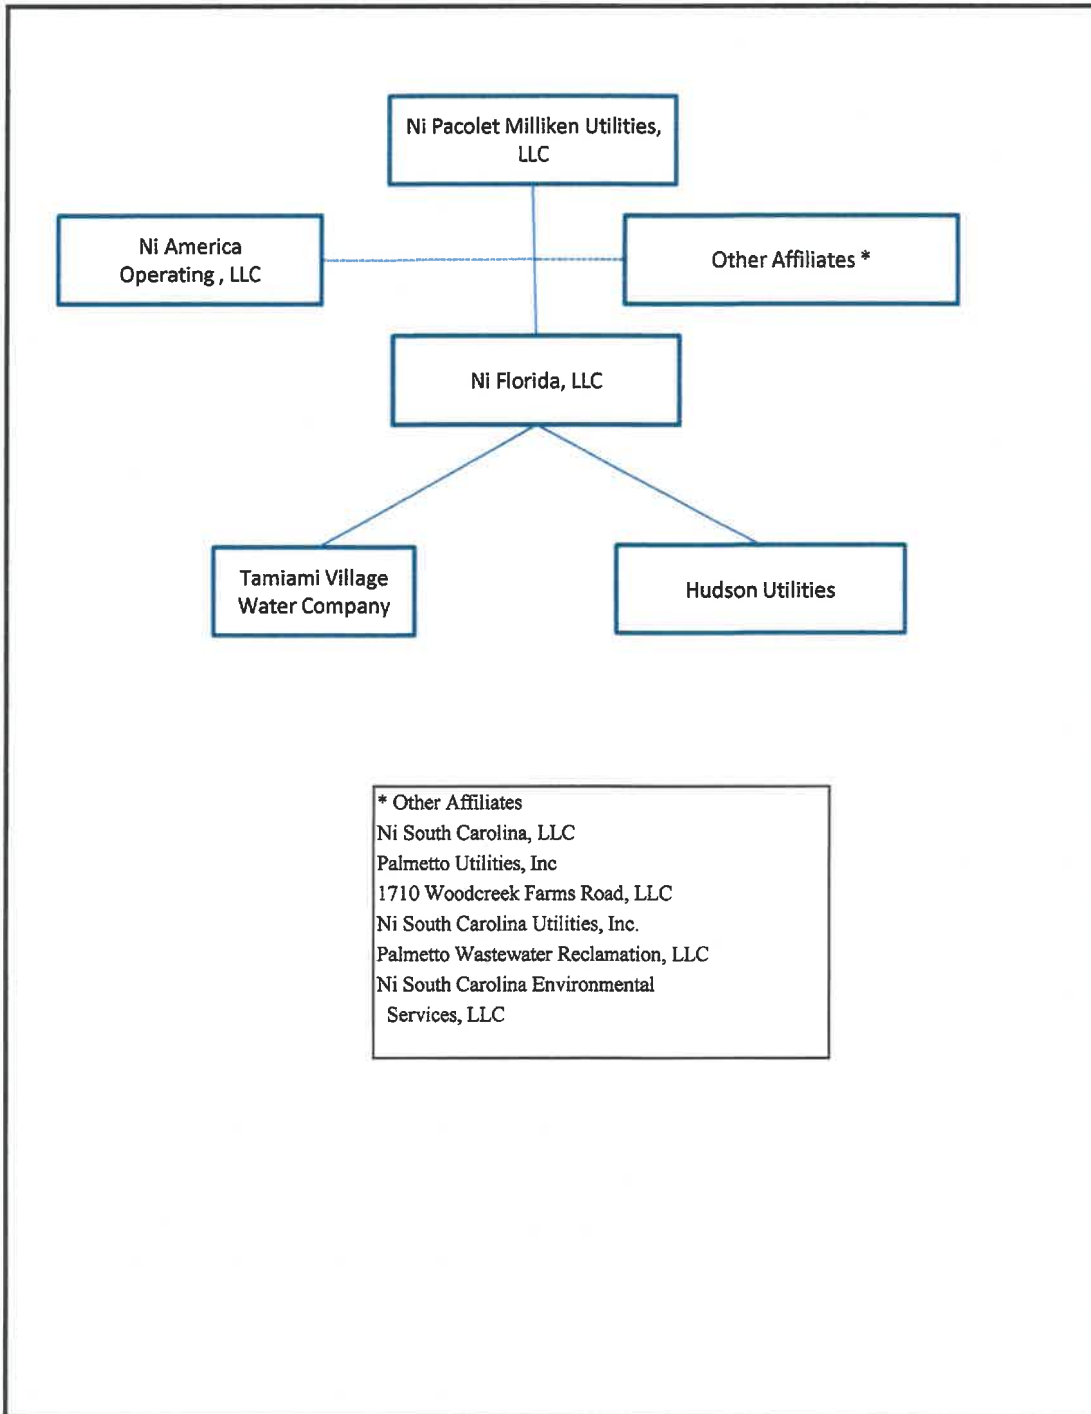 Ni Pacolet Milliken Utilities,
LLC
Ni America
Operating , LLC
Other Affiliates *
Ni Florida, LLC
Tamiami Village
Water Company
Hudson Utilities
* Other Affiliates
Ni South Carolina, LLC
Palmetto Utilities, Inc
1710 Woodcreek Farms Road, LLC
Ni South Carolina Utilities, Inc.
Palmetto Wastewater Reclamation, LLC
Ni South Carolina Environmental
Services, LLC